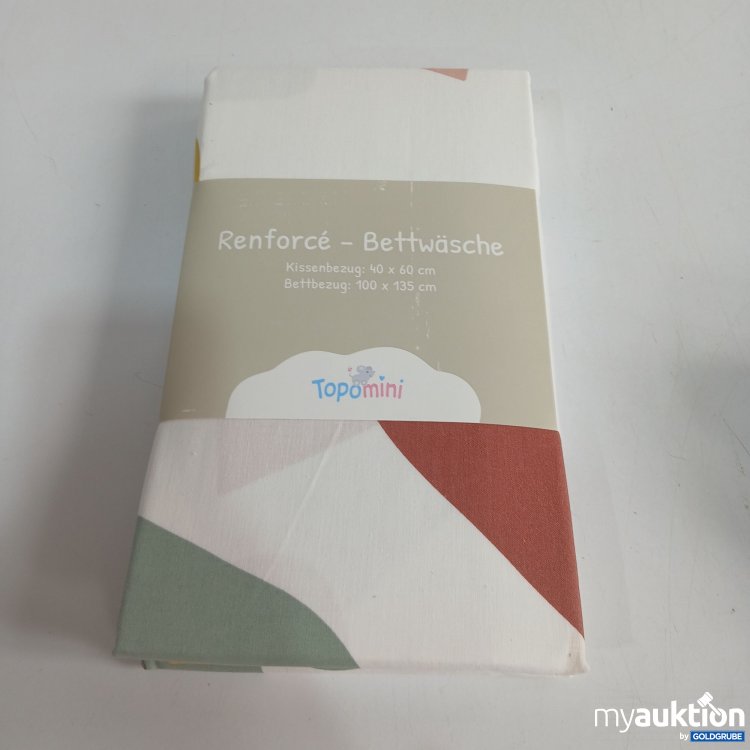 Renforcé - Bettwäsche
Kissenbezug: 40 x 60 cm
Bettbezug: 100 x 135 cm
Topomini
myauktion
by GOLDGRUBE